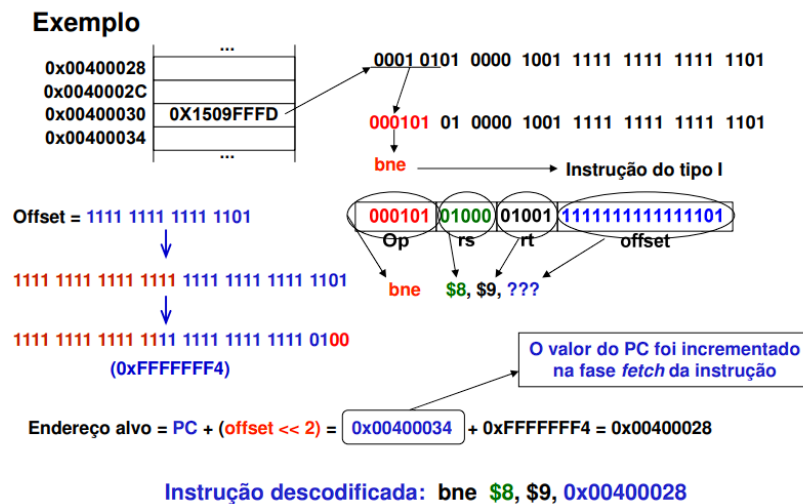 Exemplo
...
0x00400028
0x0040002C
0x00400030 0X1509FFFD
0x00400034
...
0001 0101 0000 1001 1111 1111 1111 1101
000101 01 0000 1001 1111 1111 1111 1101
bne Instrução do tipo I
000101 01000 01001 1111111111111101
Op rs rt offset
bne $8, $9, ???
Offset = 1111 1111 1111 1101
1111 1111 1111 1111 1111 1111 1111 1101
1111 1111 1111 1111 1111 1111 1111 0100
(0xFFFFFFF4)
O valor do PC foi incrementado
na fase fetch da instrução
Endereço alvo = PC + (offset << 2) = 0x00400034 + 0xFFFFFFF4 = 0x00400028
Instrução descodificada: bne $8, $9, 0x00400028